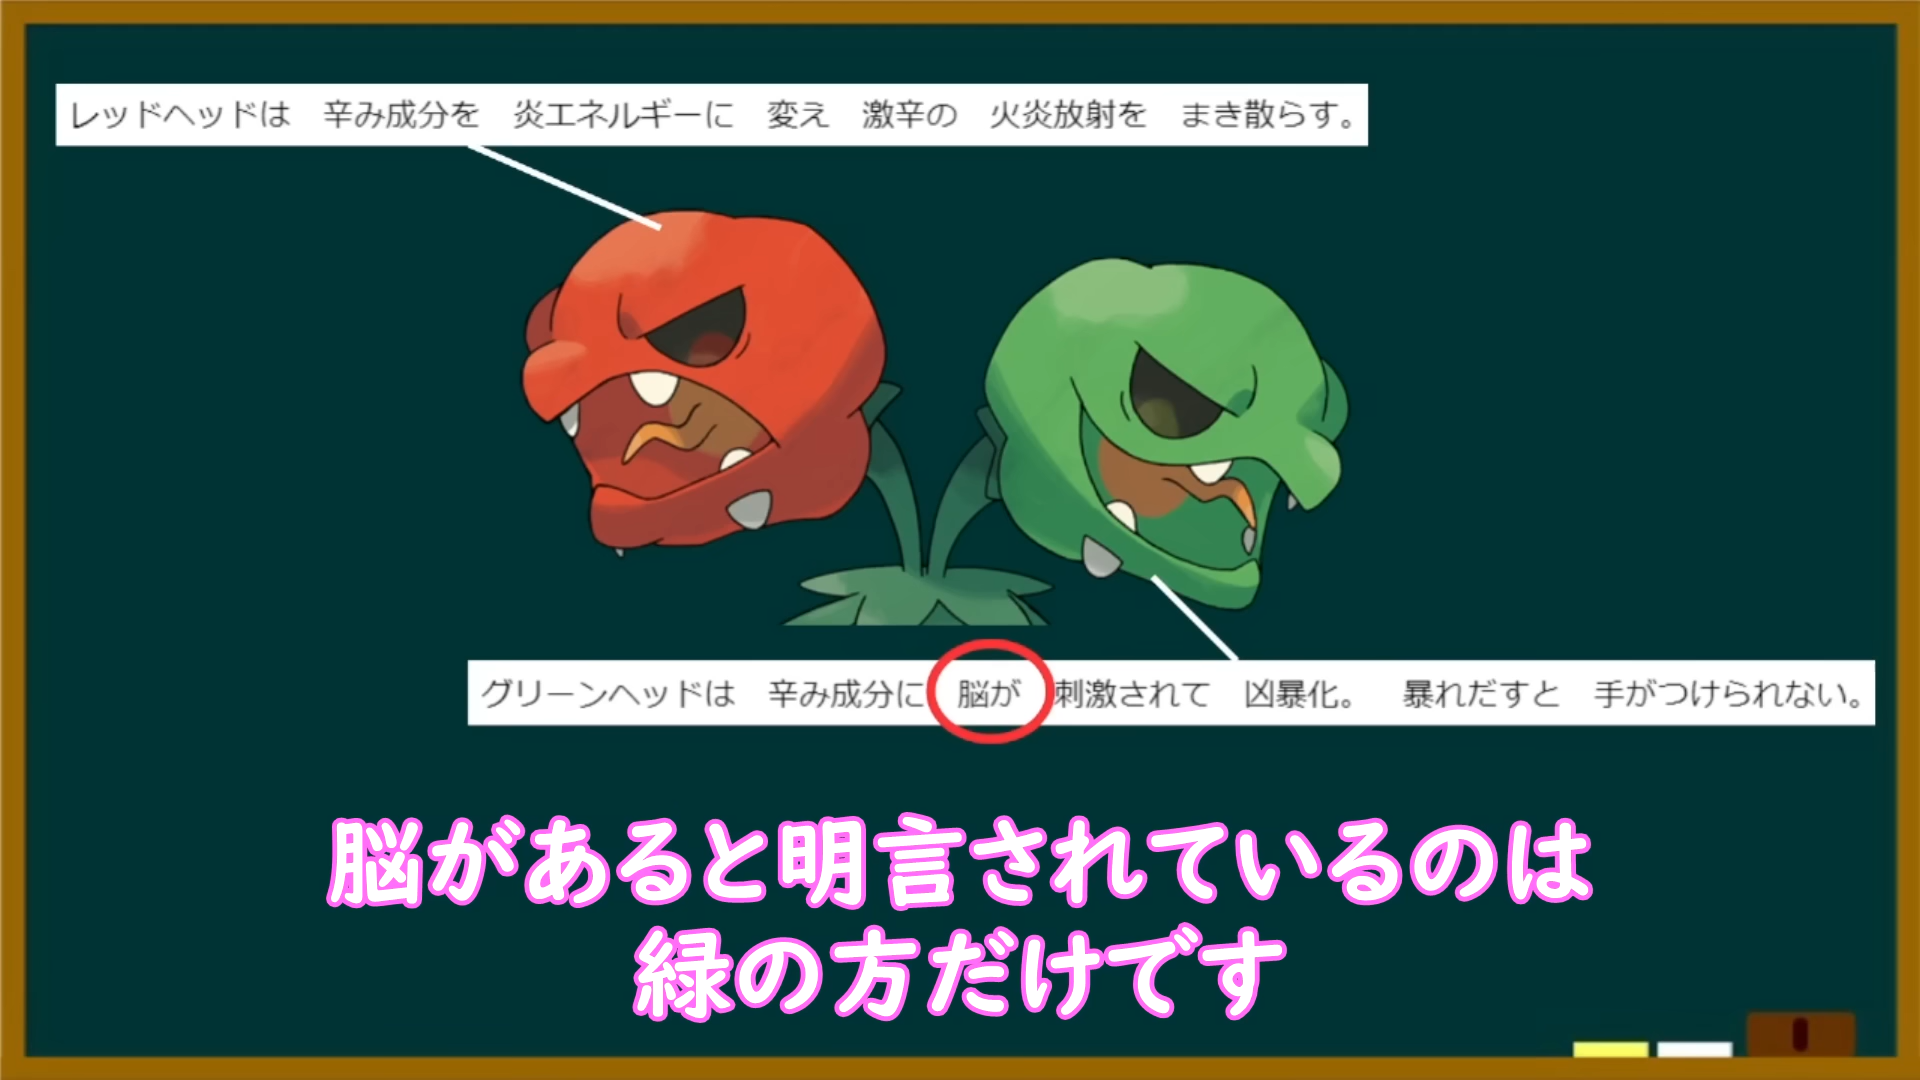 レッドヘッドは　辛み成分を　炎エネルギーに　変え　激辛の　火炎放射を　まき散らす。
グリーンヘッドは　辛み成分に　脳が　刺激されて　凶暴化。　暴れだすと　手がつけられない。
脳があると明言されているのは
緑の方だけです